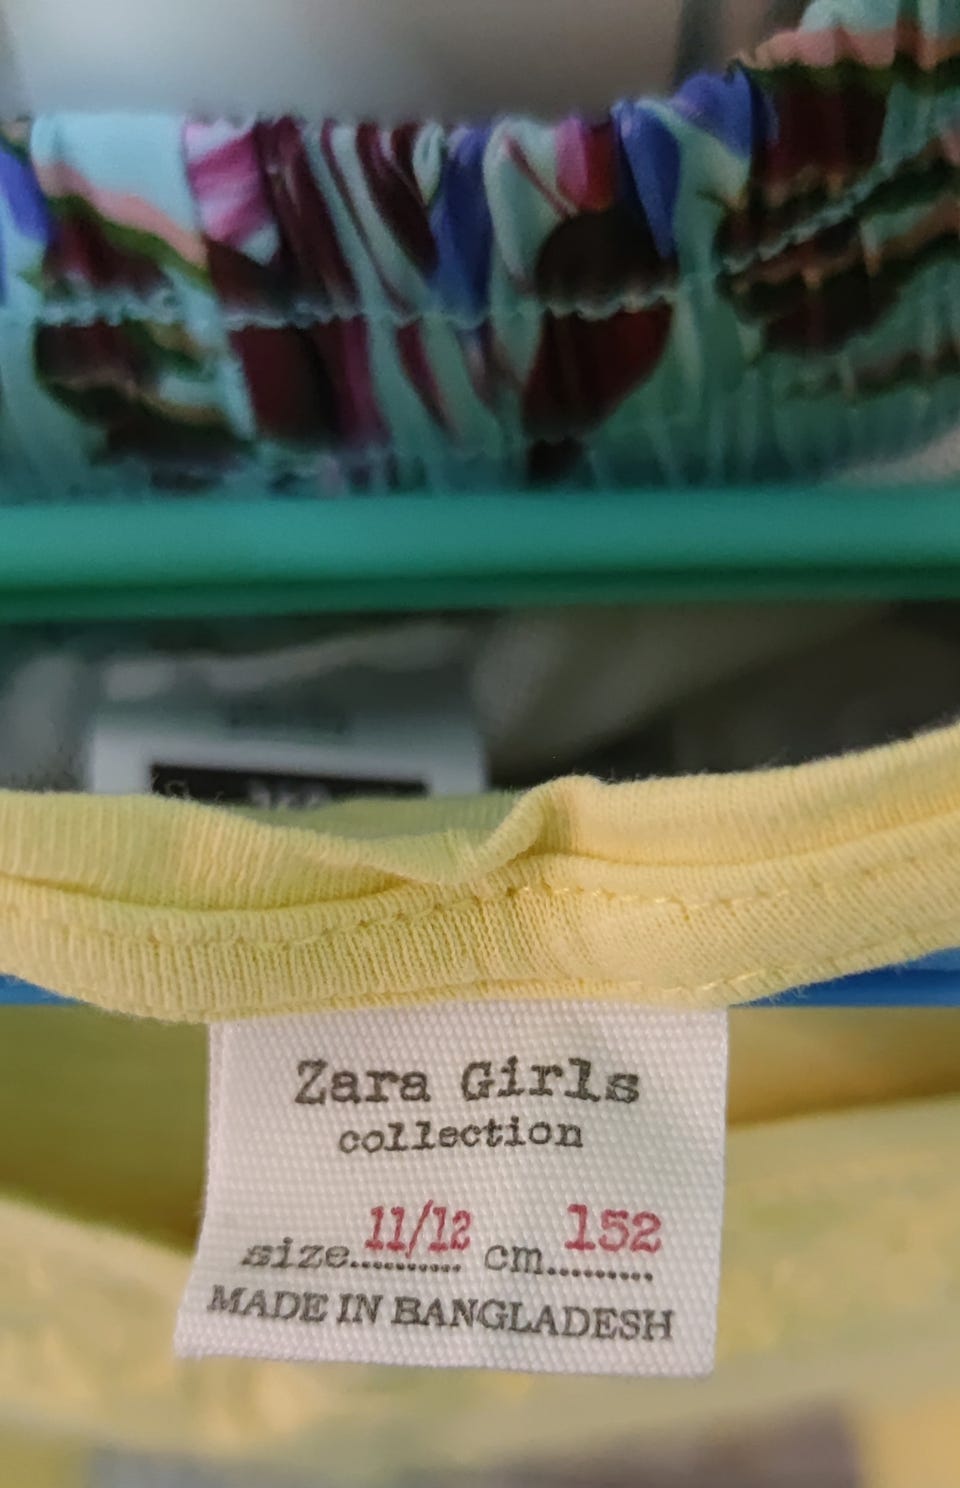 Zara Girls
collection
size 11/12 cm 152
MADE IN BANGLADESH